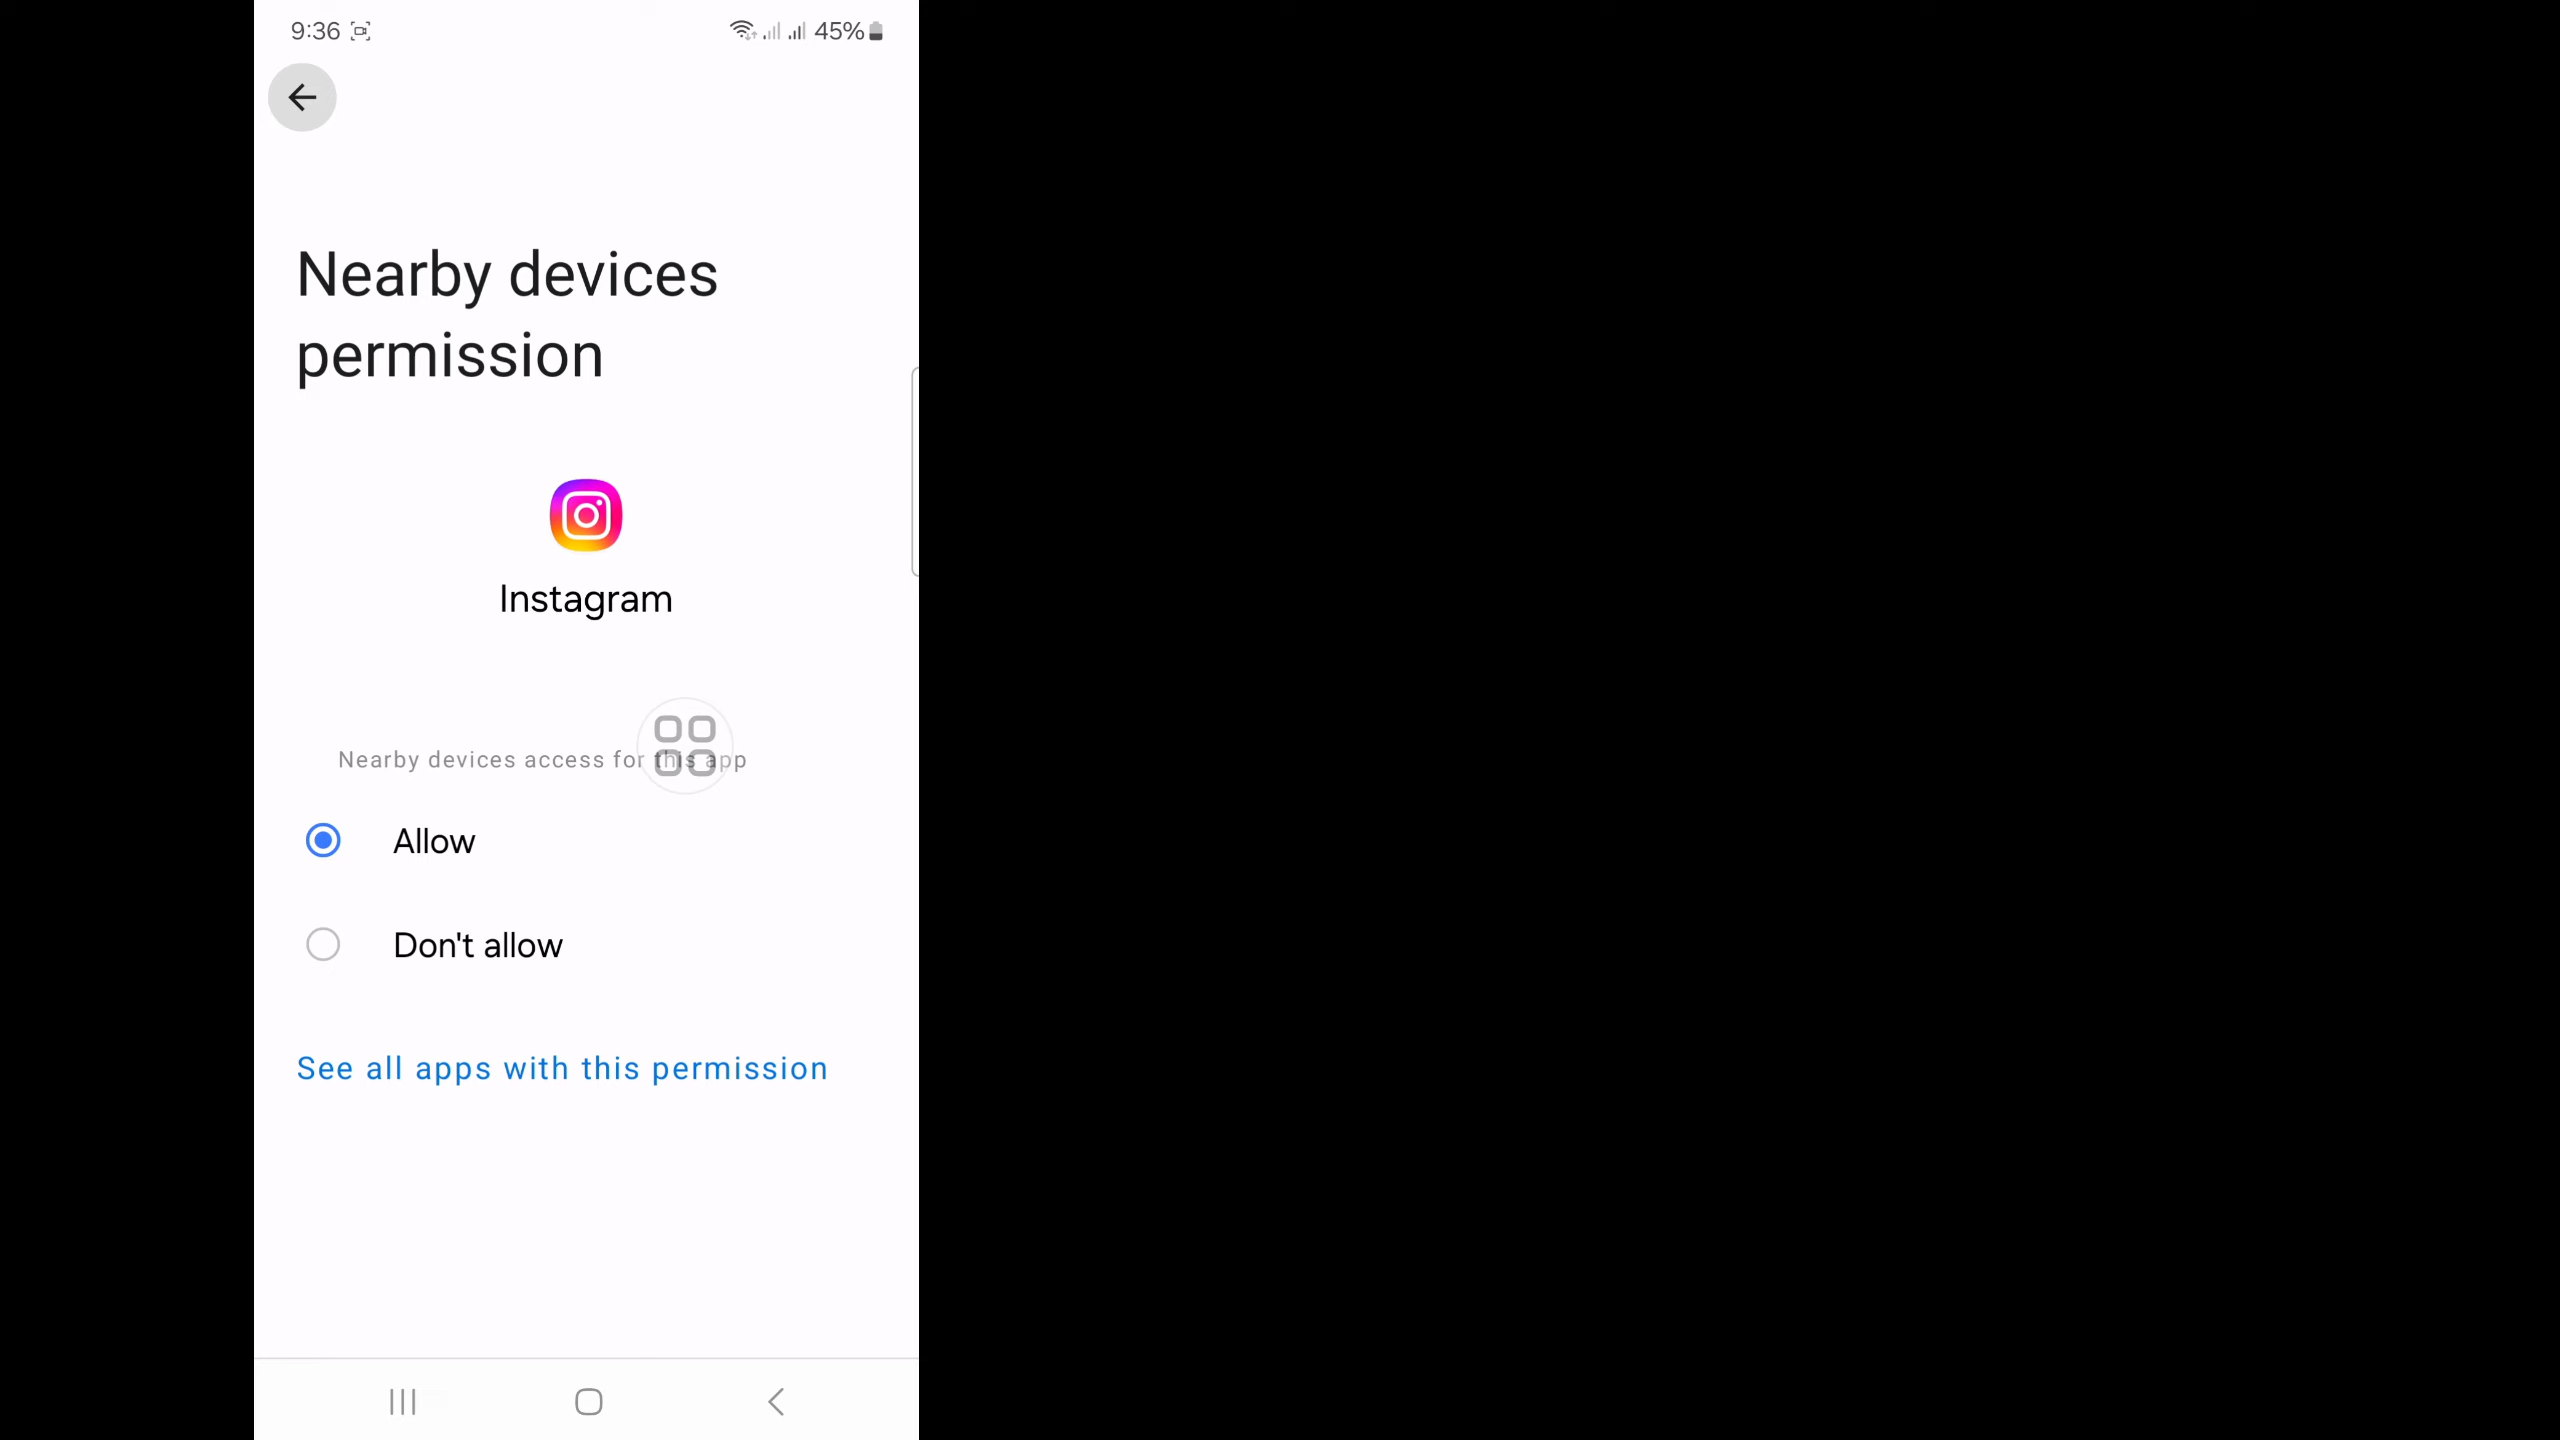 9:36 45%
Nearby devices
permission
Instagram
Nearby devices access for this app
Allow
Don't allow
See all apps with this permission